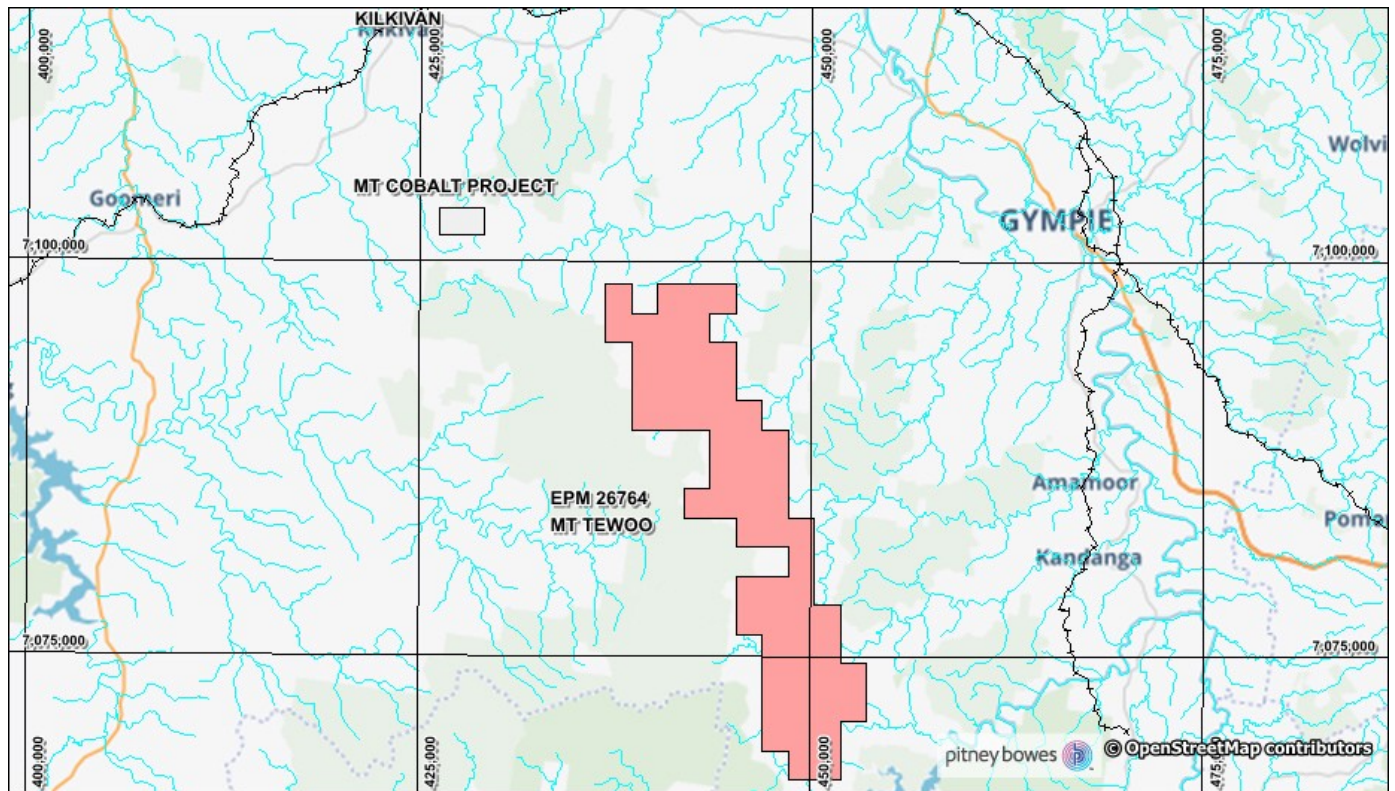 KILKIVAN
Kilkivan
400,000
425,000
450,000
475,000
Wolvi
MT COBALT PROJECT
Goomeri
GYMPIE
7,100,000
7,100,000
EPM 26764
MT TEWOO
Amamoor
Pomar
Kandanga
7,075,000
7,075,000
400,000
425,000
450,000
475,000
pitney bowes
© OpenStreetMap contributors